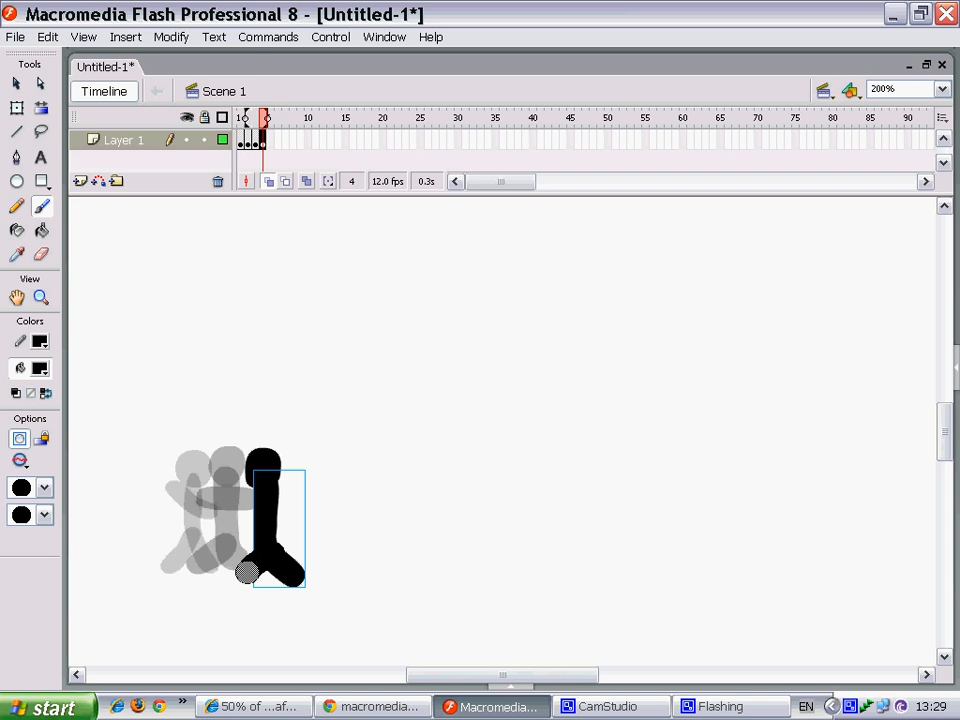 Macromedia Flash Professional 8 - [Untitled-1*]
File Edit View Insert Modify Text Commands Control Window Help
Tools
Untitled-1*
Timeline
Scene 1
200%
1 5 10 15 20 25 30 35 40 45 50 55 60 65 70 75 80 85 90
Layer 1
4 12.0 fps 0.3s
View
Colors
Options
start
50% of ...af...
macromedia...
Macromedia...
CamStudio
Flashing
EN
13:29